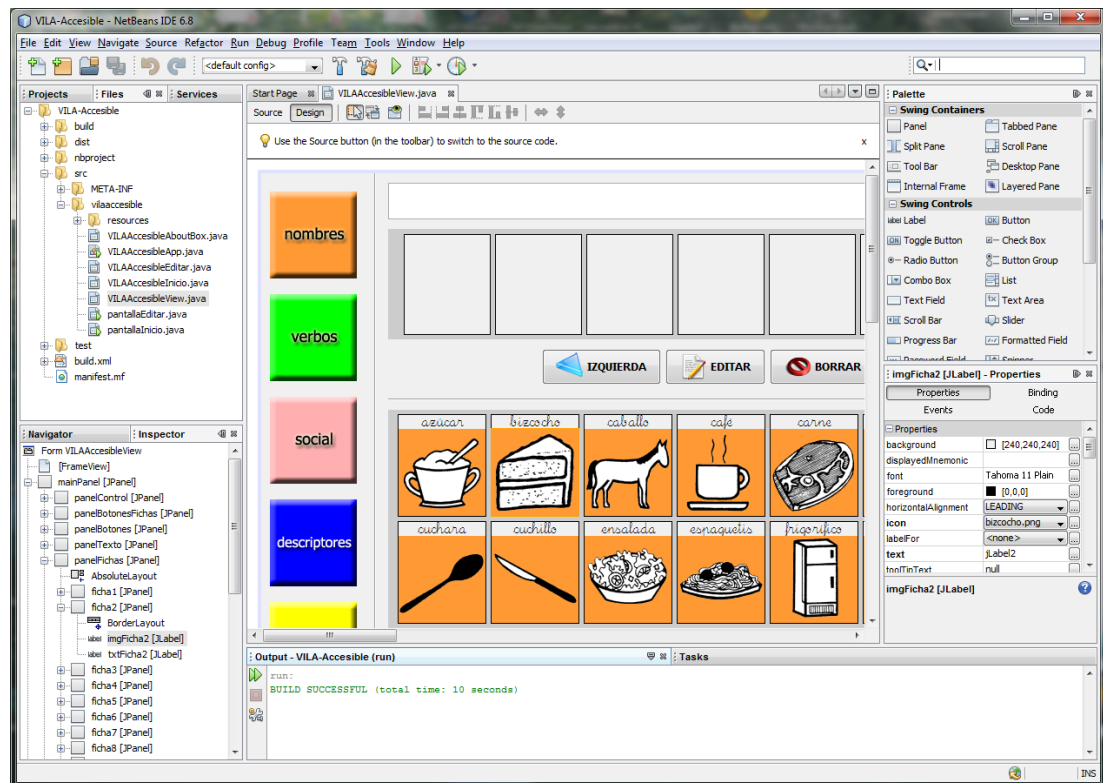 VILA-Accesible - NetBeans IDE 6.8
File Edit View Navigate Source Refactor Run Debug Profile Team Tools Window Help
<default config>
Projects Files Services
VILA-Accesible
build
dist
nbproject
src
META-INF
vilaaccesible
resources
VILAAccesibleAboutBox.java
VILAAccesibleApp.java
VILAAccesibleEditar.java
VILAAccesibleInicio.java
VILAAccesibleView.java
pantallaEditar.java
pantallaInicio.java
test
build.xml
manifest.mf
Navigator Inspector
Form VILAAccesibleView
[FrameView]
mainPanel [JPanel]
panelControl [JPanel]
panelBotonesFichas [JPanel]
panelBotones [JPanel]
panelTexto [JPanel]
panelFichas [JPanel]
AbsoluteLayout
ficha1 [JPanel]
ficha2 [JPanel]
BorderLayout
label imgFicha2 [JLabel]
label txtFicha2 [JLabel]
ficha3 [JPanel]
ficha4 [JPanel]
ficha5 [JPanel]
ficha6 [JPanel]
ficha7 [JPanel]
ficha8 [JPanel]
Start Page VILAAccesibleView.java
Source Design
Use the Source button (in the toolbar) to switch to the source code. x
nombres
verbos
social
descriptores
IZQUIERDA EDITAR BORRAR
azúcar bizcocho caballo café carne
cuchara cuchillo ensalada espaguetis frigorífico
Output - VILA-Accesible (run) Tasks
run:
BUILD SUCCESSFUL (total time: 10 seconds)
Palette
Swing Containers
Panel Tabbed Pane
Split Pane Scroll Pane
Tool Bar Desktop Pane
Internal Frame Layered Pane
Swing Controls
label Label OK Button
ON Toggle Button Check Box
Radio Button Button Group
Combo Box List
Text Field tx Text Area
Scroll Bar Slider
Progress Bar Formatted Field
Password Field Spinner
imgFicha2 [JLabel] - Properties
Properties Binding
Events Code
Properties
background [240,240,240] ...
displayedMnemonic ...
font Tahoma 11 Plain ...
foreground [0,0,0] ...
horizontalAlignment LEADING ...
icon bizcocho.png ...
labelFor <none> ...
text jLabel2 ...
toolTipText null ...
imgFicha2 [JLabel]
INS